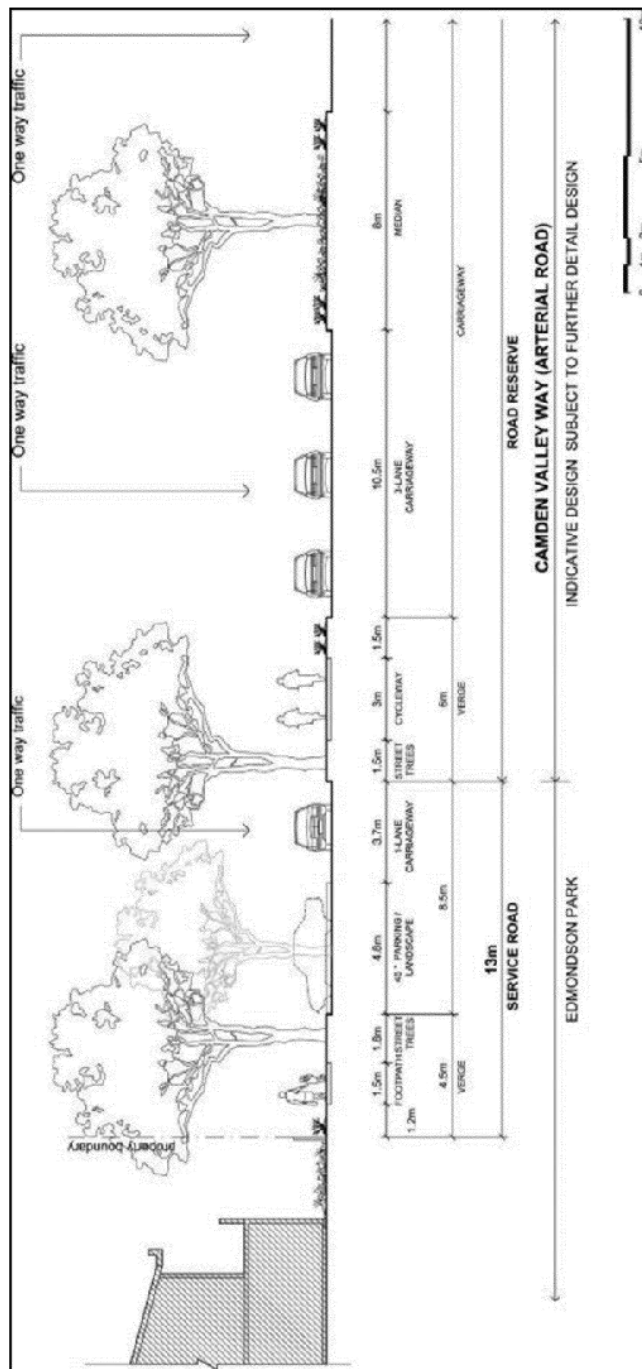 One way traffic
One way traffic
One way traffic
property boundary
1.5m
1.8m
4.8m
3.7m
1.5m
3m
1.5m
10.5m
8m
1.2m
FOOTPATH
STREET
TREES
45° PARKING /
LANDSCAPE
1-LANE
CARRIAGEWAY
STREET
TREES
CYCLEWAY
3-LANE
CARRIAGEWAY
MEDIAN
4.5m
8.5m
6m
VERGE
VERGE
CARRIAGEWAY
13m
SERVICE ROAD
ROAD RESERVE
CAMDEN VALLEY WAY (ARTERIAL ROAD)
EDMONDSON PARK
INDICATIVE DESIGN SUBJECT TO FURTHER DETAIL DESIGN